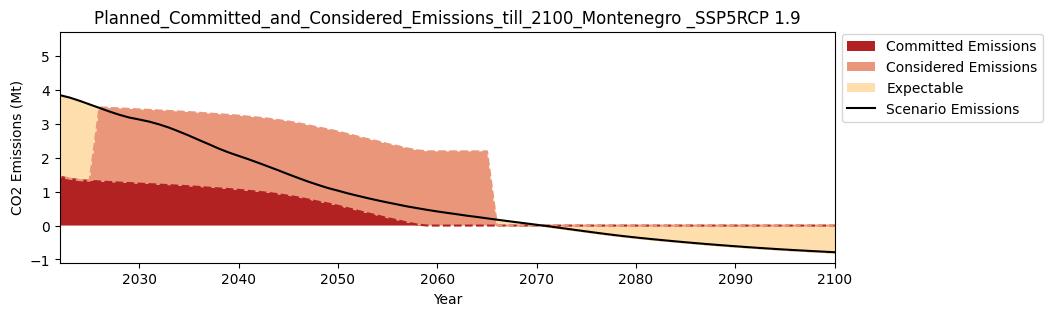 Planned_Committed_and_Considered_Emissions_till_2100_Montenegro _SSP5RCP 1.9
Committed Emissions
Considered Emissions
Expectable
Scenario Emissions
CO2 Emissions (Mt)
5
4
3
2
1
0
−1
2030 2040 2050 2060 2070 2080 2090 2100
Year